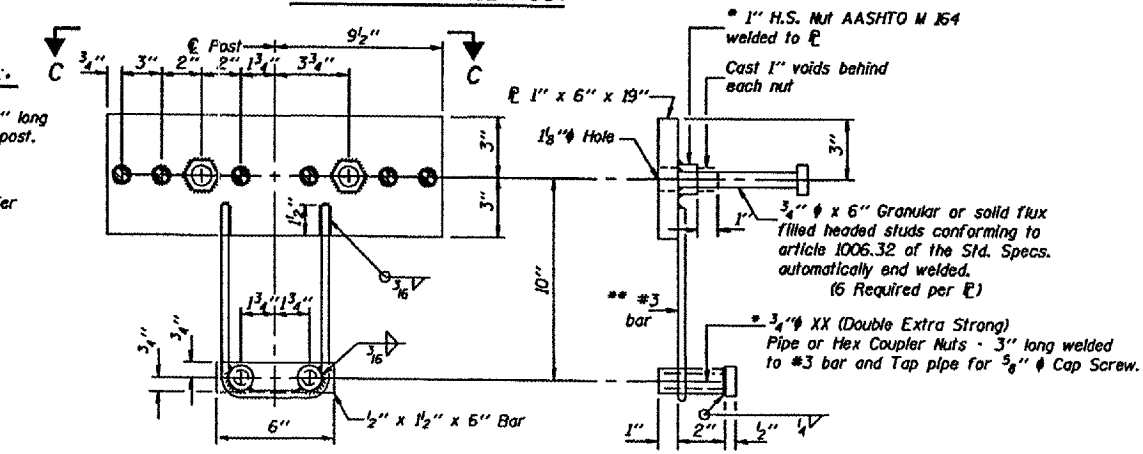 * 1" H.S. Nut AASHTO M 164
welded to ℙ
Cast 1" voids behind
each nut
9½"
℄ Post
C
C
¾"
3"
2"
2"
1¾"
3¾"
" long
post.
ℙ 1" x 6" x 19"
1⅛"ϕ Hole
3"
3"
3"
1½"
1"
¾" ϕ x 6" Granular or solid flux
filled headed studs conforming to
article 1006.32 of the Std. Specs.
automatically end welded.
(6 Required per ℙ)
10"
3/16
** #3
bar
1¾"
1¾"
¾"
¾"
3/16
* ¾"ϕ XX (Double Extra Strong)
Pipe or Hex Coupler Nuts - 3" long welded
to #3 bar and Tap pipe for ⅝" ϕ Cap Screw.
½" x 1½" x 6" Bar
6"
1"
2"
½"
¼